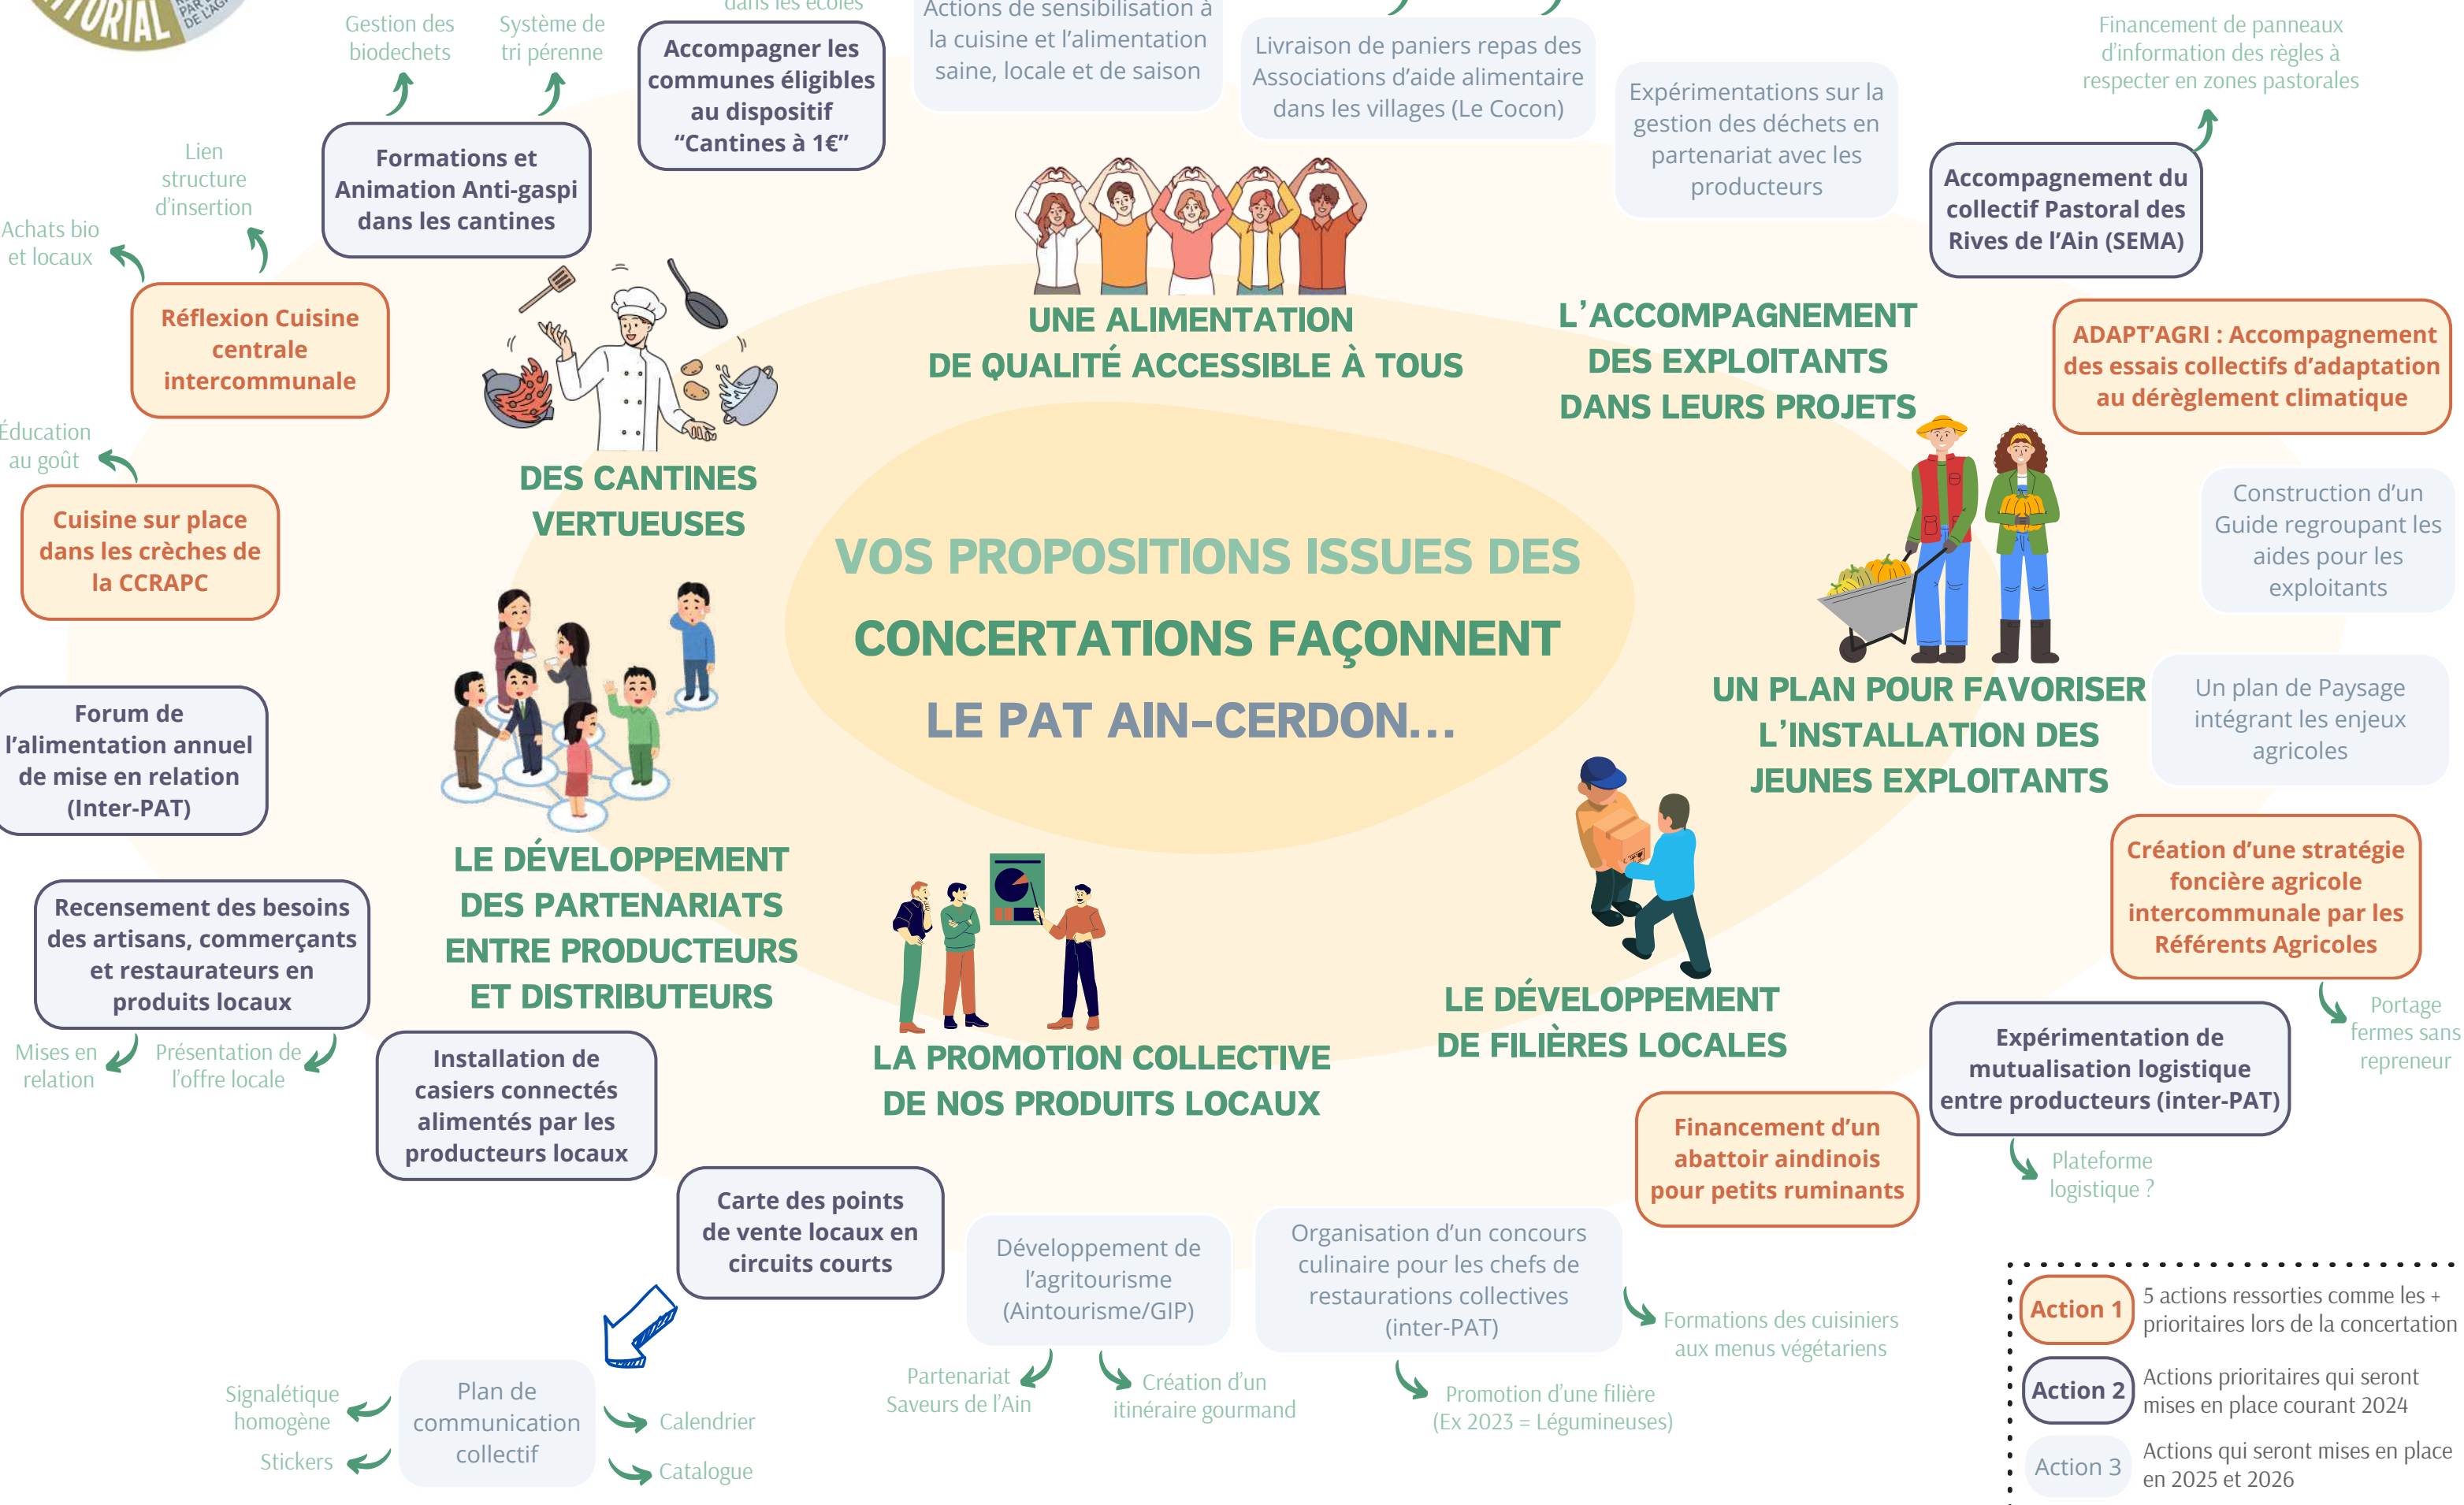 TORIAL
PAR
DE L'AGR
Gestion des
biodechets
Système de
tri pérenne
dans les écoles
Accompagner les
communes éligibles
au dispositif
“Cantines à 1€”
Actions de sensibilisation à
la cuisine et l’alimentation
saine, locale et de saison
Livraison de paniers repas des
Associations d’aide alimentaire
dans les villages (Le Cocon)
Expérimentations sur la
gestion des déchets en
partenariat avec les
producteurs
Financement de panneaux
d’information des règles à
respecter en zones pastorales
Formations et
Animation Anti-gaspi
dans les cantines
Lien
structure
d’insertion
Achats bio
et locaux
Accompagnement du
collectif Pastoral des
Rives de l’Ain (SEMA)
Réflexion Cuisine
centrale
intercommunale
UNE ALIMENTATION
DE QUALITÉ ACCESSIBLE À TOUS
L’ACCOMPAGNEMENT
DES EXPLOITANTS
DANS LEURS PROJETS
ADAPT’AGRI : Accompagnement
des essais collectifs d’adaptation
au dérèglement climatique
Éducation
au goût
DES CANTINES
VERTUEUSES
Construction d’un
Guide regroupant les
aides pour les
exploitants
Cuisine sur place
dans les crèches de
la CCRAPC
VOS PROPOSITIONS ISSUES DES
CONCERTATIONS FAÇONNENT
LE PAT AIN-CERDON...
UN PLAN POUR FAVORISER
L’INSTALLATION DES
JEUNES EXPLOITANTS
Un plan de Paysage
intégrant les enjeux
agricoles
Forum de
l’alimentation annuel
de mise en relation
(Inter-PAT)
LE DÉVELOPPEMENT
DES PARTENARIATS
ENTRE PRODUCTEURS
ET DISTRIBUTEURS
Création d’une stratégie
foncière agricole
intercommunale par les
Référents Agricoles
Recensement des besoins
des artisans, commerçants
et restaurateurs en
produits locaux
LE DÉVELOPPEMENT
DE FILIÈRES LOCALES
Portage
fermes sans
repreneur
Mises en
relation
Présentation de
l’offre locale
LA PROMOTION COLLECTIVE
DE NOS PRODUITS LOCAUX
Expérimentation de
mutualisation logistique
entre producteurs (inter-PAT)
Installation de
casiers connectés
alimentés par les
producteurs locaux
Financement d’un
abattoir aindinois
pour petits ruminants
Plateforme
logistique ?
Carte des points
de vente locaux en
circuits courts
Développement de
l’agritourisme
(Aintourisme/GIP)
Organisation d’un concours
culinaire pour les chefs de
restaurations collectives
(inter-PAT)
Formations des cuisiniers
aux menus végétariens
Partenariat
Saveurs de l’Ain
Création d’un
itinéraire gourmand
Promotion d’une filière
(Ex 2023 = Légumineuses)
Signalétique
homogène
Stickers
Plan de
communication
collectif
Calendrier
Catalogue
Action 1
5 actions ressorties comme les +
prioritaires lors de la concertation
Action 2
Actions prioritaires qui seront
mises en place courant 2024
Action 3
Actions qui seront mises en place
en 2025 et 2026